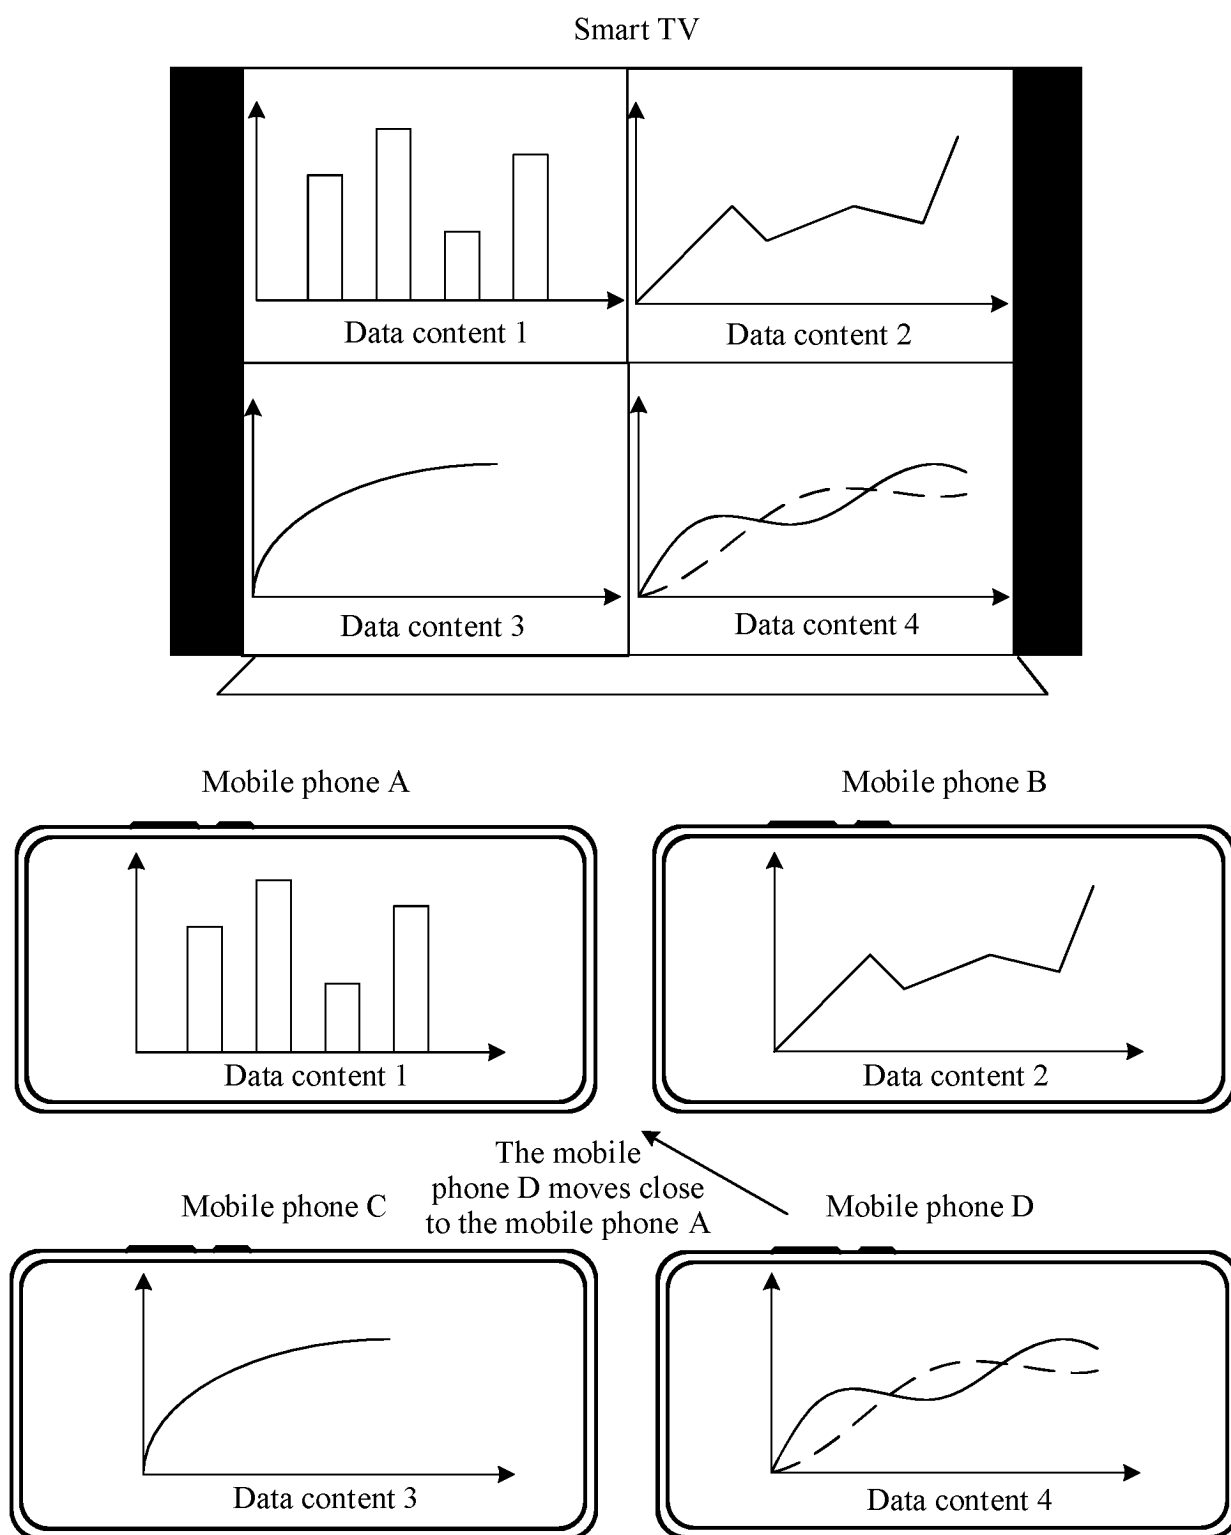 Smart TV
Data content 1
Data content 2
Data content 3
Data content 4
Mobile phone A
Mobile phone B
Data content 1
Data content 2
The mobile
phone D moves close
to the mobile phone A
Mobile phone C
Mobile phone D
Data content 3
Data content 4